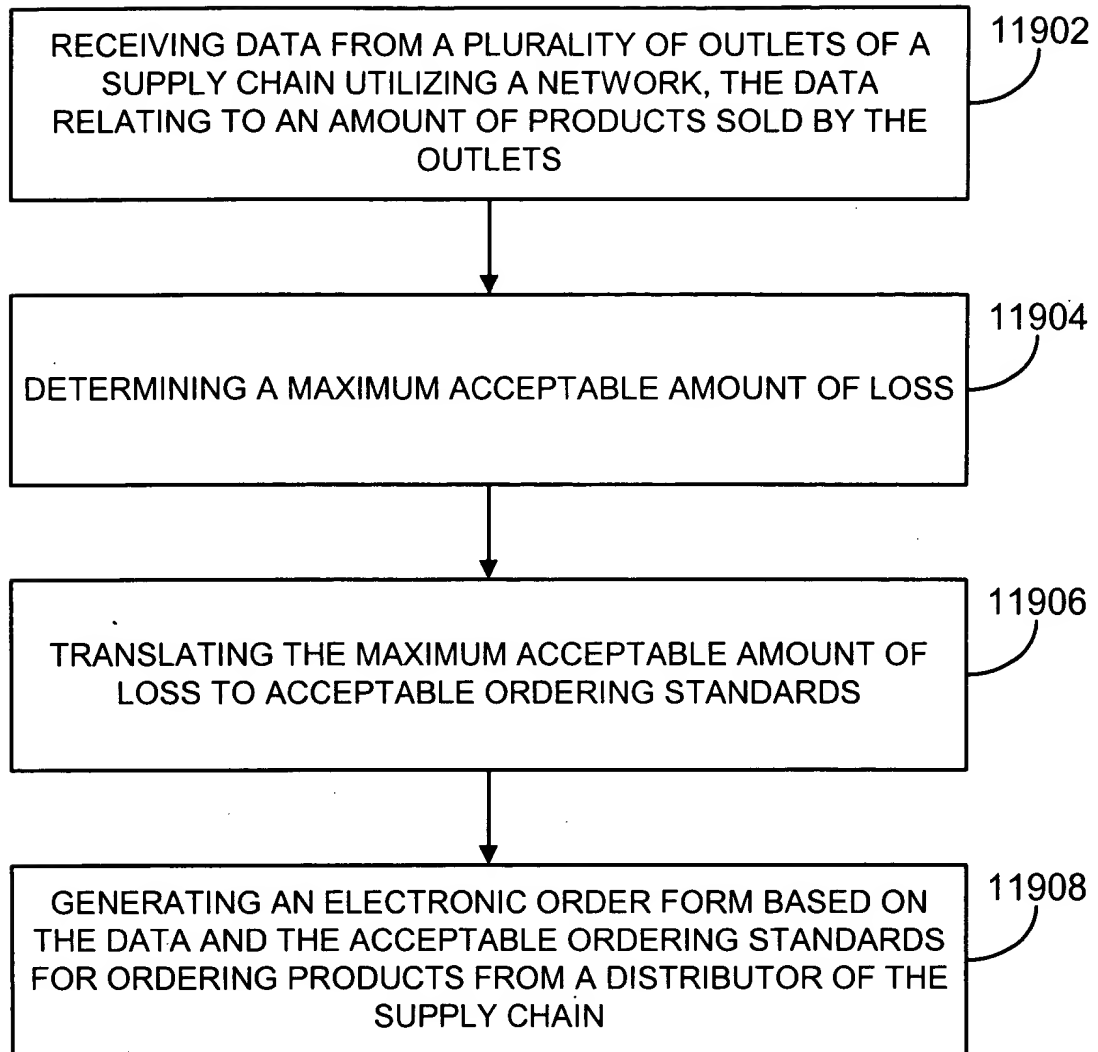 RECEIVING DATA FROM A PLURALITY OF OUTLETS OF A
SUPPLY CHAIN UTILIZING A NETWORK, THE DATA
RELATING TO AN AMOUNT OF PRODUCTS SOLD BY THE
OUTLETS
11902
DETERMINING A MAXIMUM ACCEPTABLE AMOUNT OF LOSS
11904
TRANSLATING THE MAXIMUM ACCEPTABLE AMOUNT OF
LOSS TO ACCEPTABLE ORDERING STANDARDS
11906
GENERATING AN ELECTRONIC ORDER FORM BASED ON
THE DATA AND THE ACCEPTABLE ORDERING STANDARDS
FOR ORDERING PRODUCTS FROM A DISTRIBUTOR OF THE
SUPPLY CHAIN
11908